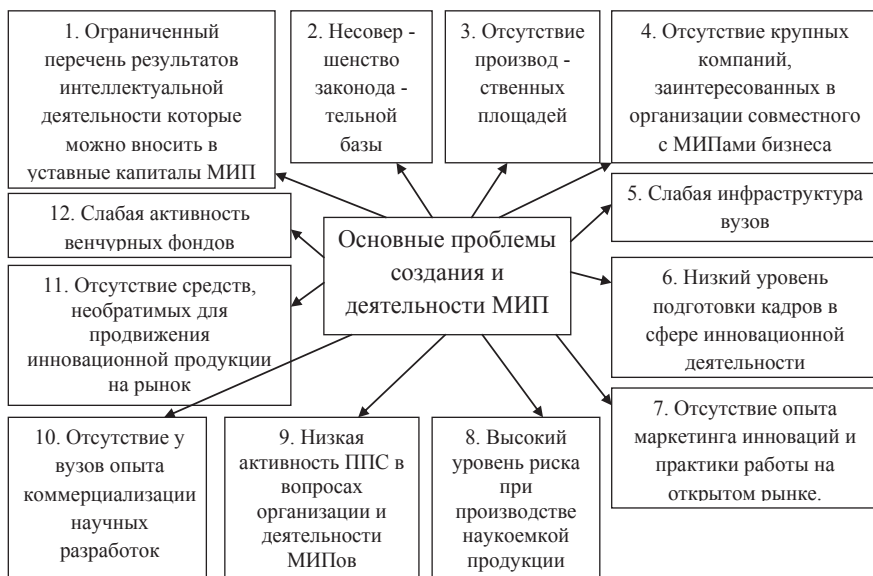 1. Ограниченный
перечень результатов
интеллектуальной
деятельности которые
можно вносить в
уставные капиталы МИП
2. Несовер -
шенство
законода -
тельной
базы
3. Отсутствие
производ -
ственных
площадей
4. Отсутствие крупных
компаний,
заинтересованных в
организации совместного
с МИПами бизнеса
12. Слабая активность
венчурных фондов
Основные проблемы
создания и
деятельности МИП
5. Слабая инфраструктура
вузов
11. Отсутствие средств,
необратимых для
продвижения
инновационной продукции
на рынок
6. Низкий уровень
подготовки кадров в
сфере инновационной
деятельности
10. Отсутствие у
вузов опыта
коммерциализации
научных
разработок
9. Низкая
активность ППС в
вопросах
организации и
деятельности
МИПов
8. Высокий
уровень риска
при
производстве
наукоемкой
продукции
7. Отсутствие опыта
маркетинга инноваций и
практики работы на
открытом рынке.